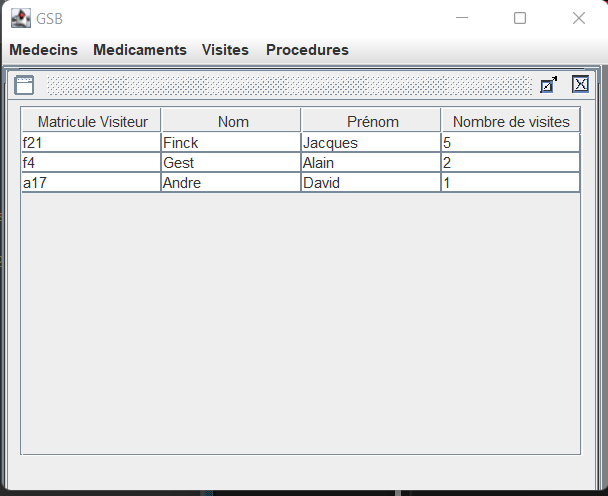 GSB
Medecins Medicaments Visites Procedures
Matricule Visiteur Nom Prénom Nombre de visites
f21 Finck Jacques 5
f4 Gest Alain 2
a17 Andre David 1